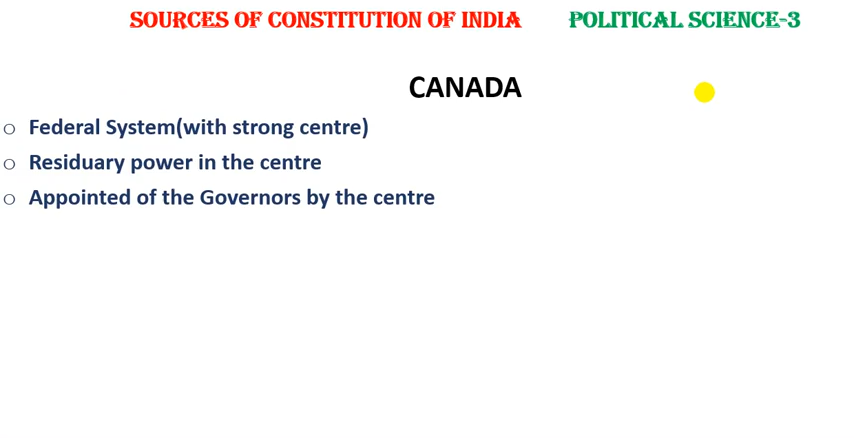 SOURCES OF CONSTITUTION OF INDIA POLITICAL SCIENCE-3
CANADA
Federal System(with strong centre)
Residuary power in the centre
Appointed of the Governors by the centre